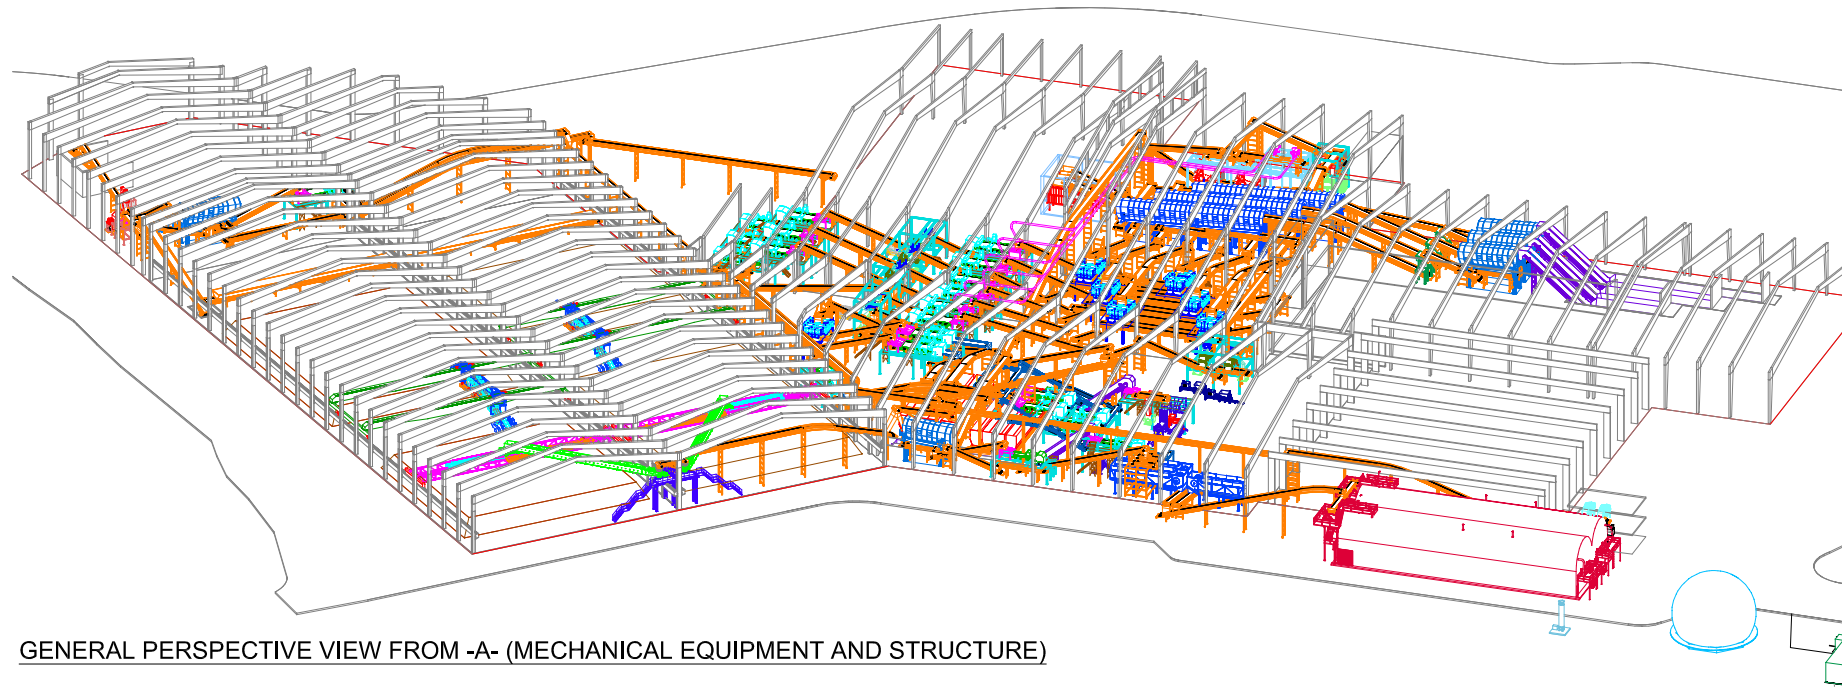 GENERAL PERSPECTIVE VIEW FROM -A- (MECHANICAL EQUIPMENT AND STRUCTURE)